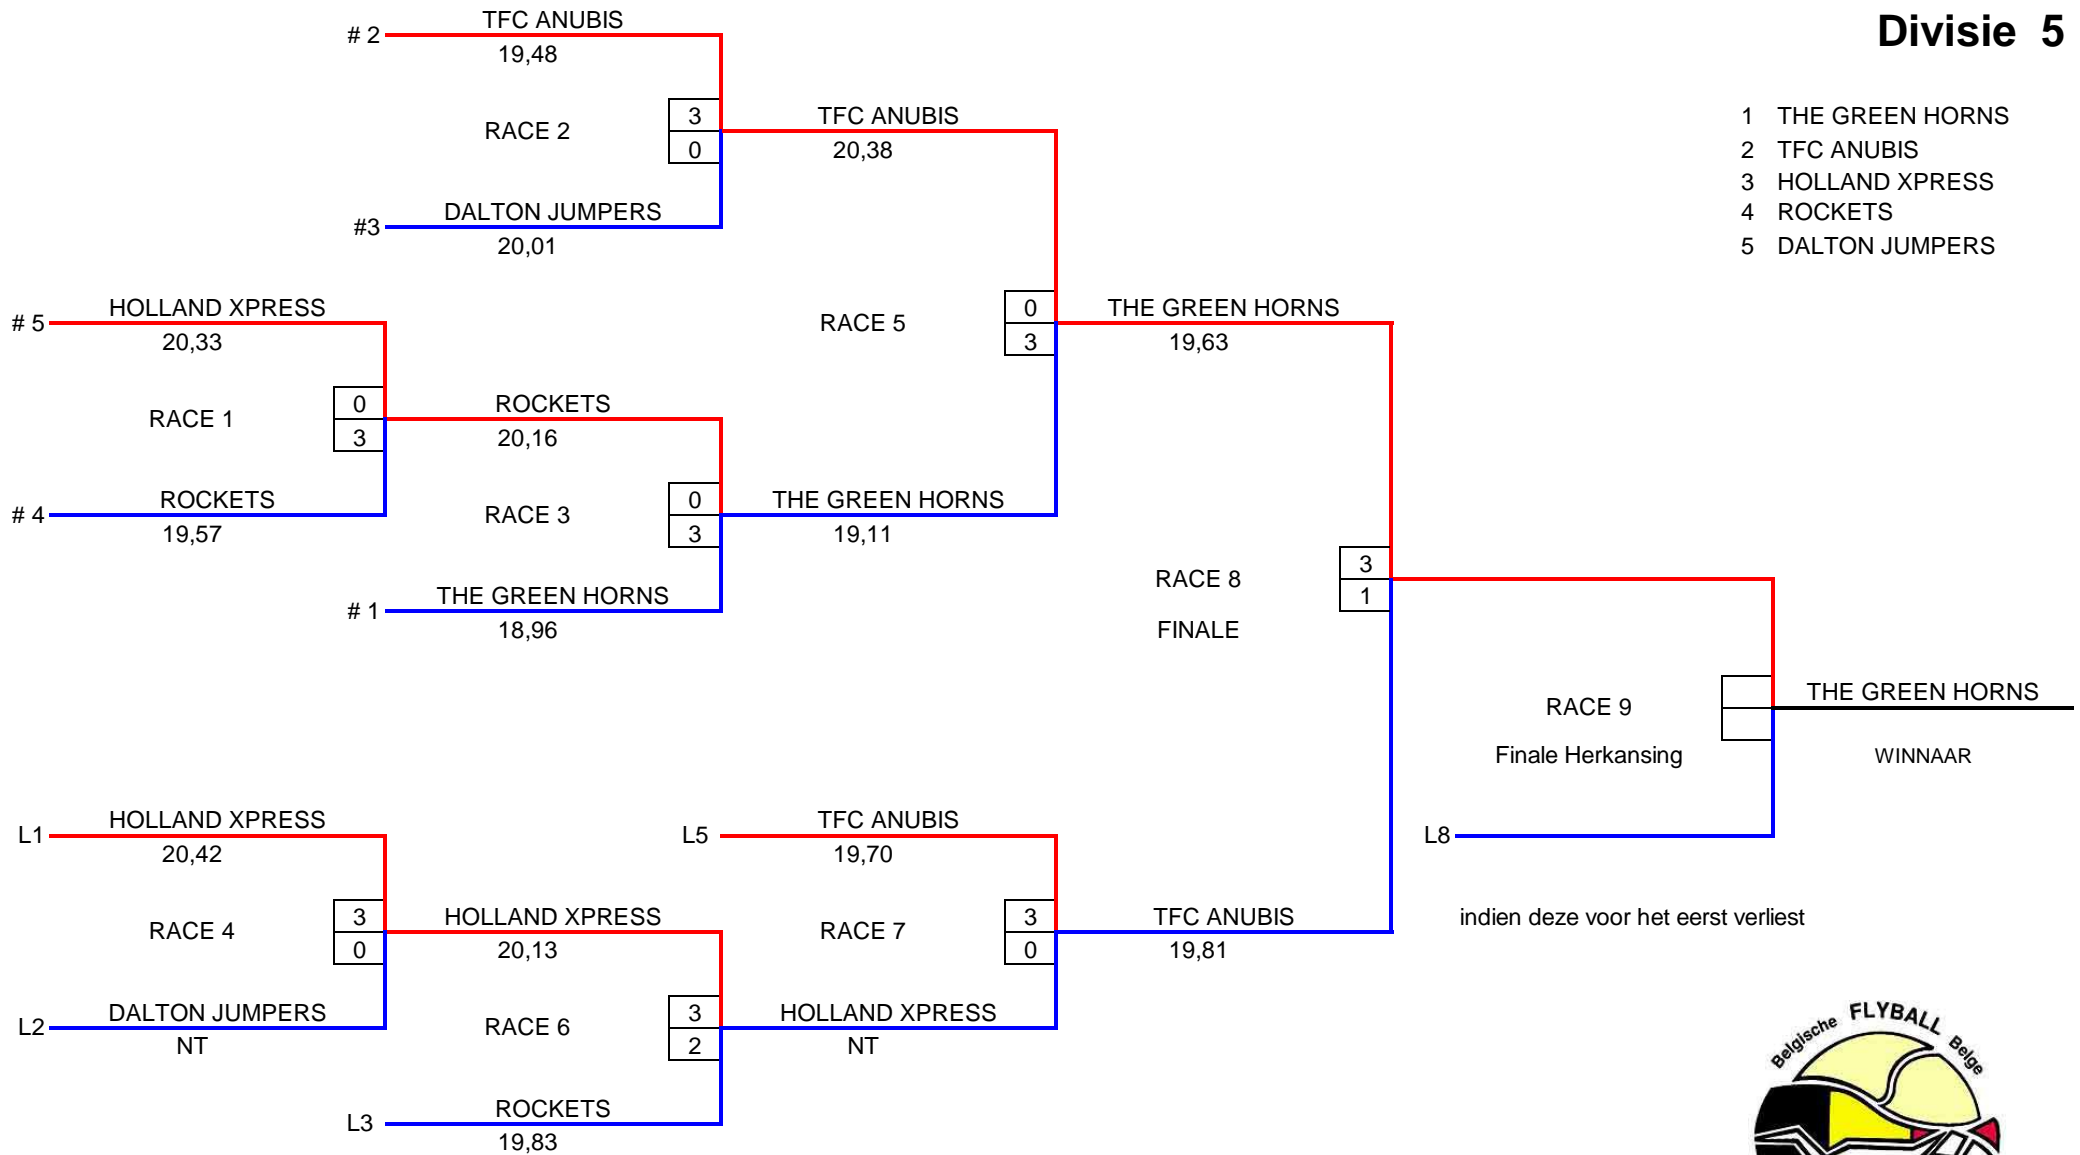 Divisie 5
1 THE GREEN HORNS
2 TFC ANUBIS
3 HOLLAND XPRESS
4 ROCKETS
5 DALTON JUMPERS
# 2 TFC ANUBIS
19,48
RACE 2
3
0
#3 DALTON JUMPERS
20,01
TFC ANUBIS
20,38
# 5 HOLLAND XPRESS
20,33
RACE 1
0
3
# 4 ROCKETS
19,57
ROCKETS
20,16
RACE 3
0
3
# 1 THE GREEN HORNS
18,96
RACE 5
0
3
THE GREEN HORNS
19,11
THE GREEN HORNS
19,63
RACE 8
FINALE
3
1
RACE 9
Finale Herkansing
THE GREEN HORNS
WINNAAR
L8
indien deze voor het eerst verliest
L1 HOLLAND XPRESS
20,42
RACE 4
3
0
L2 DALTON JUMPERS
NT
HOLLAND XPRESS
20,13
RACE 6
3
2
L3 ROCKETS
19,83
L5 TFC ANUBIS
19,70
RACE 7
3
0
HOLLAND XPRESS
NT
TFC ANUBIS
19,81
Belgische FLYBALL Belge